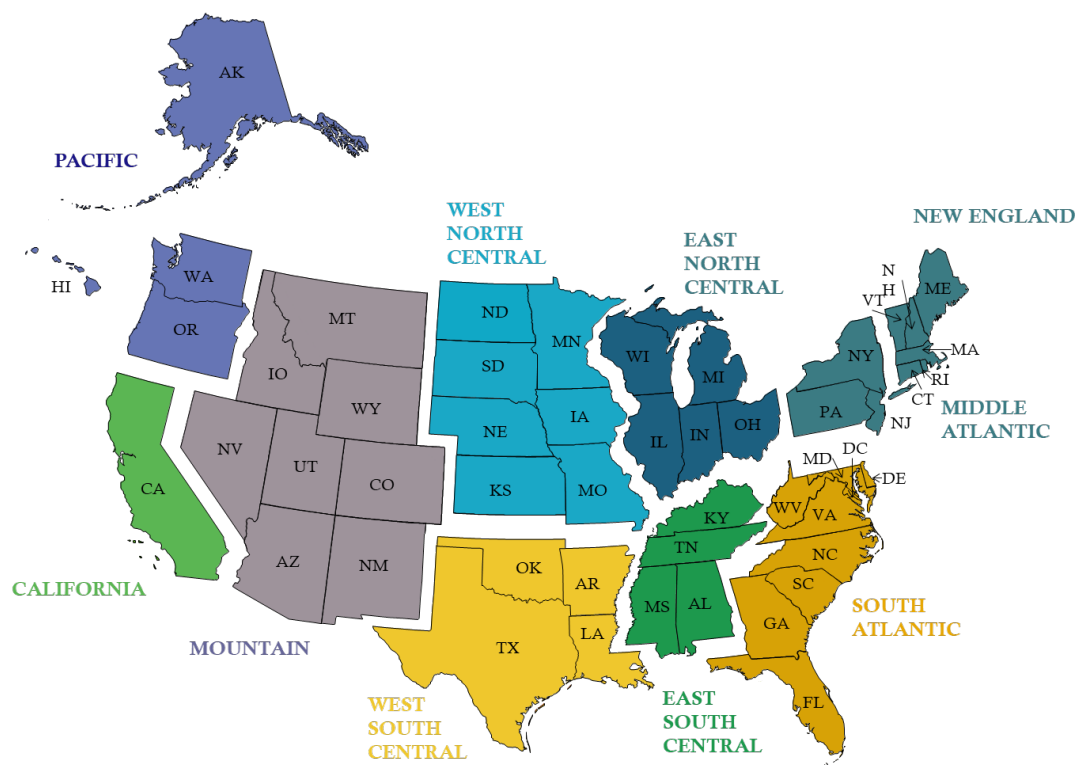 AK
PACIFIC
WEST
NORTH
CENTRAL
NEW ENGLAND
EAST
NORTH
CENTRAL
HI
WA
OR
MT
IO
WY
NV
UT
CO
CA
AZ
NM
ND
MN
SD
NE
IA
KS
MO
WI
MI
IL
IN
OH
N
H
VT
ME
MA
NY
RI
CT
PA
NJ
MIDDLE
ATLANTIC
MD
DC
DE
WV
VA
KY
TN
NC
SC
MS
AL
GA
FL
OK
AR
TX
LA
CALIFORNIA
MOUNTAIN
SOUTH
ATLANTIC
WEST
SOUTH
CENTRAL
EAST
SOUTH
CENTRAL